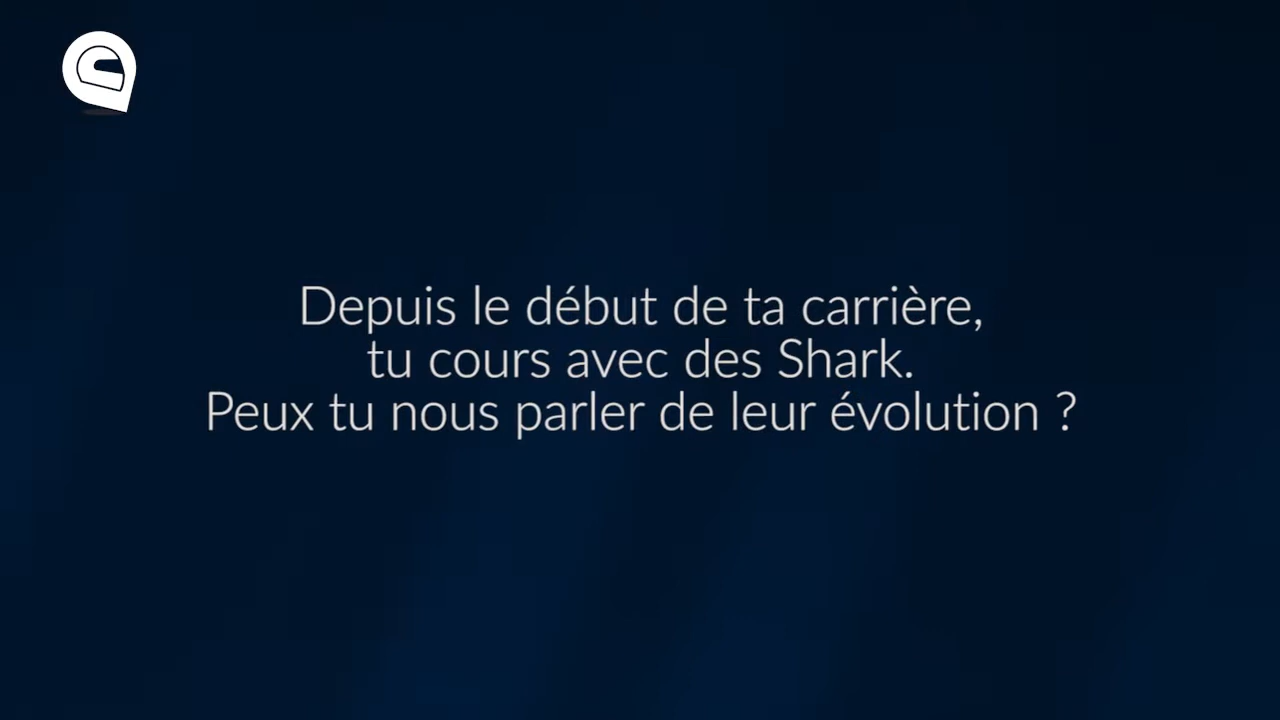 Depuis le début de ta carrière,
tu cours avec des Shark.
Peux tu nous parler de leur évolution ?